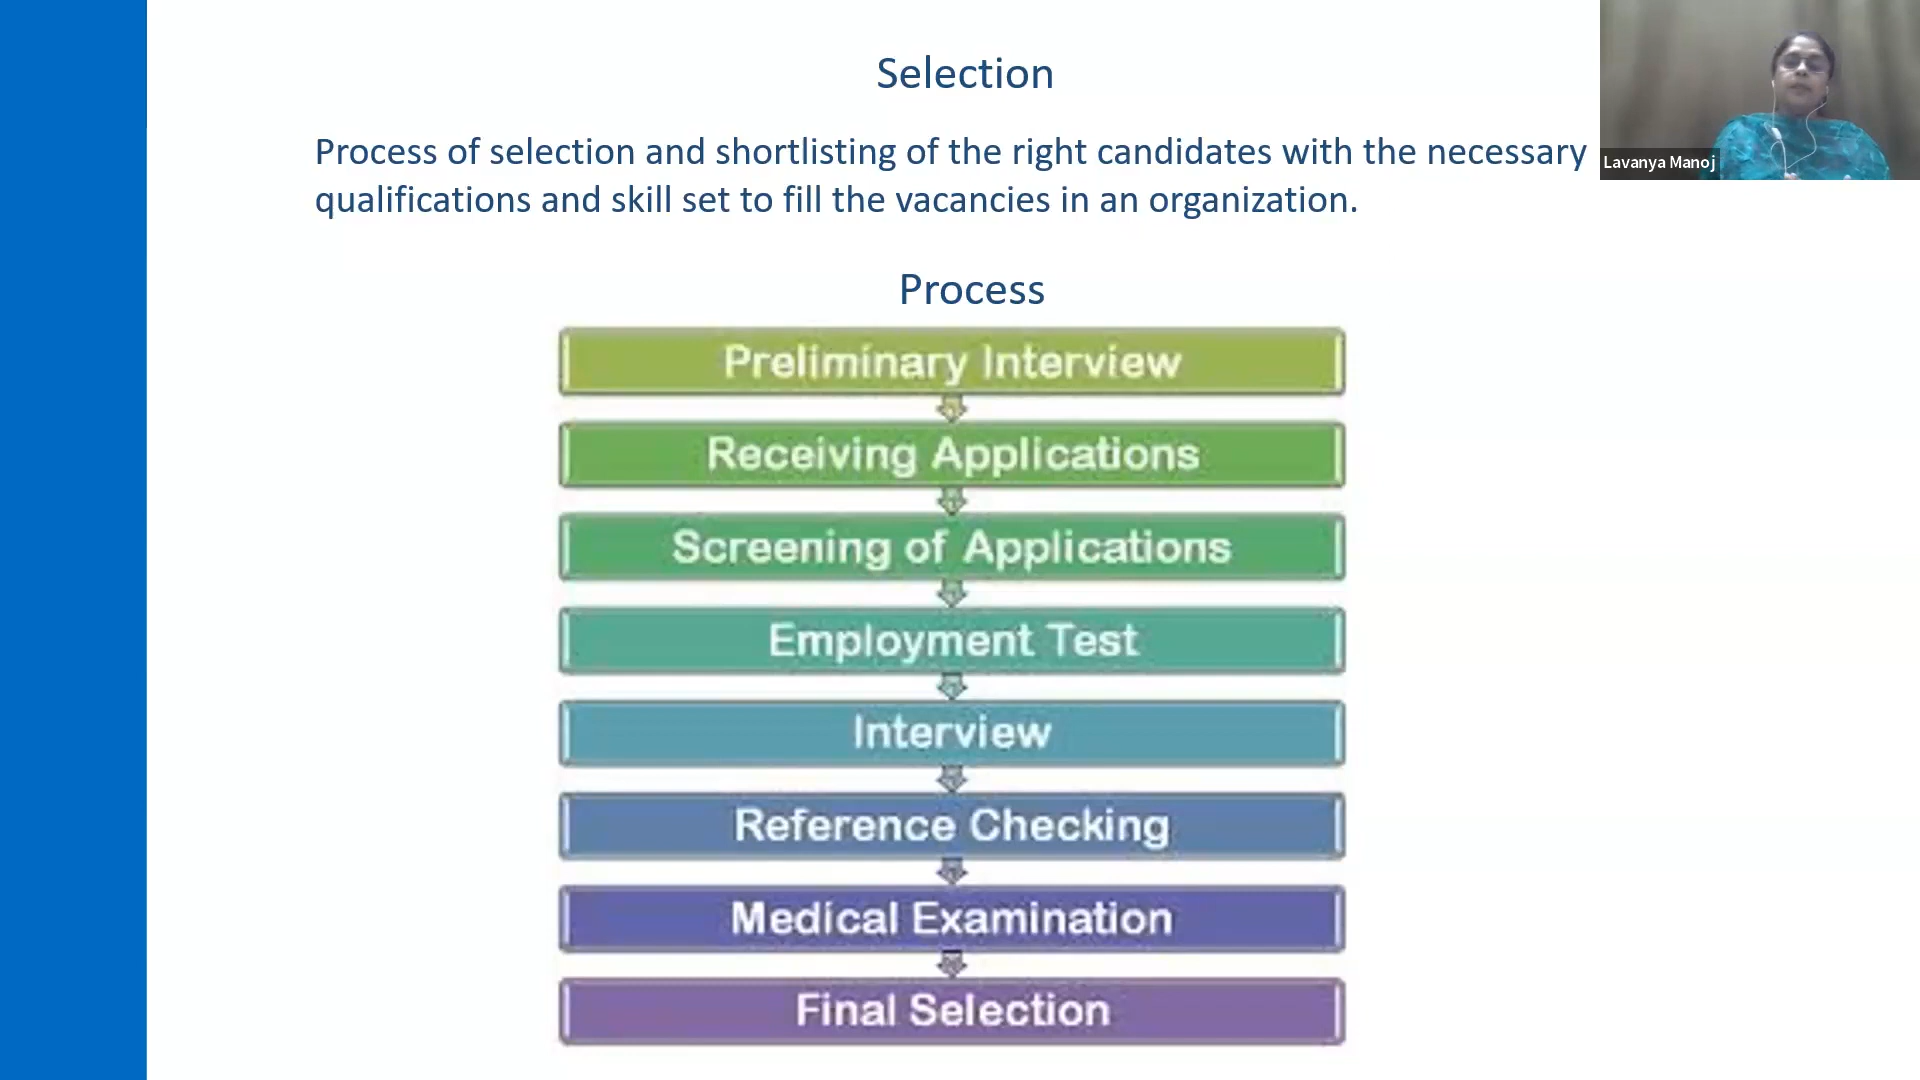 Selection
Process of selection and shortlisting of the right candidates with the necessary
qualifications and skill set to fill the vacancies in an organization.
Lavanya Manoj
Process
Preliminary Interview
Receiving Applications
Screening of Applications
Employment Test
Interview
Reference Checking
Medical Examination
Final Selection